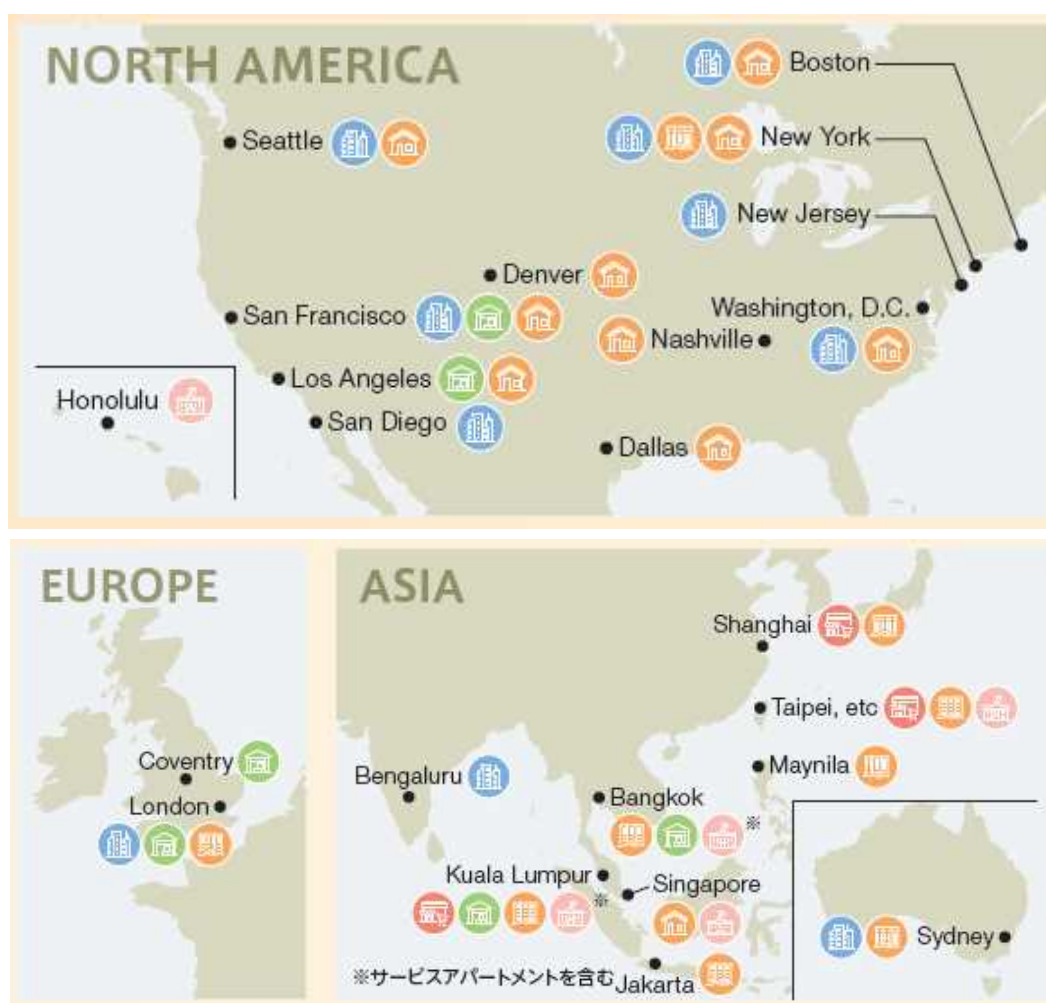 NORTH AMERICA
Boston
Seattle
New York
New Jersey
Denver
San Francisco
Washington, D.C.
Nashville
Los Angeles
Honolulu
San Diego
Dallas
EUROPE
ASIA
Shanghai
Taipei, etc
Coventry
Bengaluru
Maynila
London
Bangkok
※
Kuala Lumpur
※
Singapore
Sydney
※サービスアパートメントを含む
Jakarta